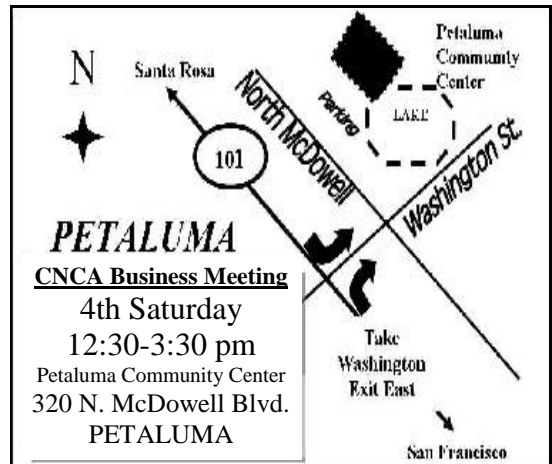 Petaluma
Community
Center
N
Santa Rosa
North McDowell
Parking
LAKE
Washington St.
101
PETALUMA
CNCA Business Meeting
4th Saturday
12:30-3:30 pm
Petaluma Community Center
320 N. McDowell Blvd.
PETALUMA
Take
Washington
Exit East
San Francisco